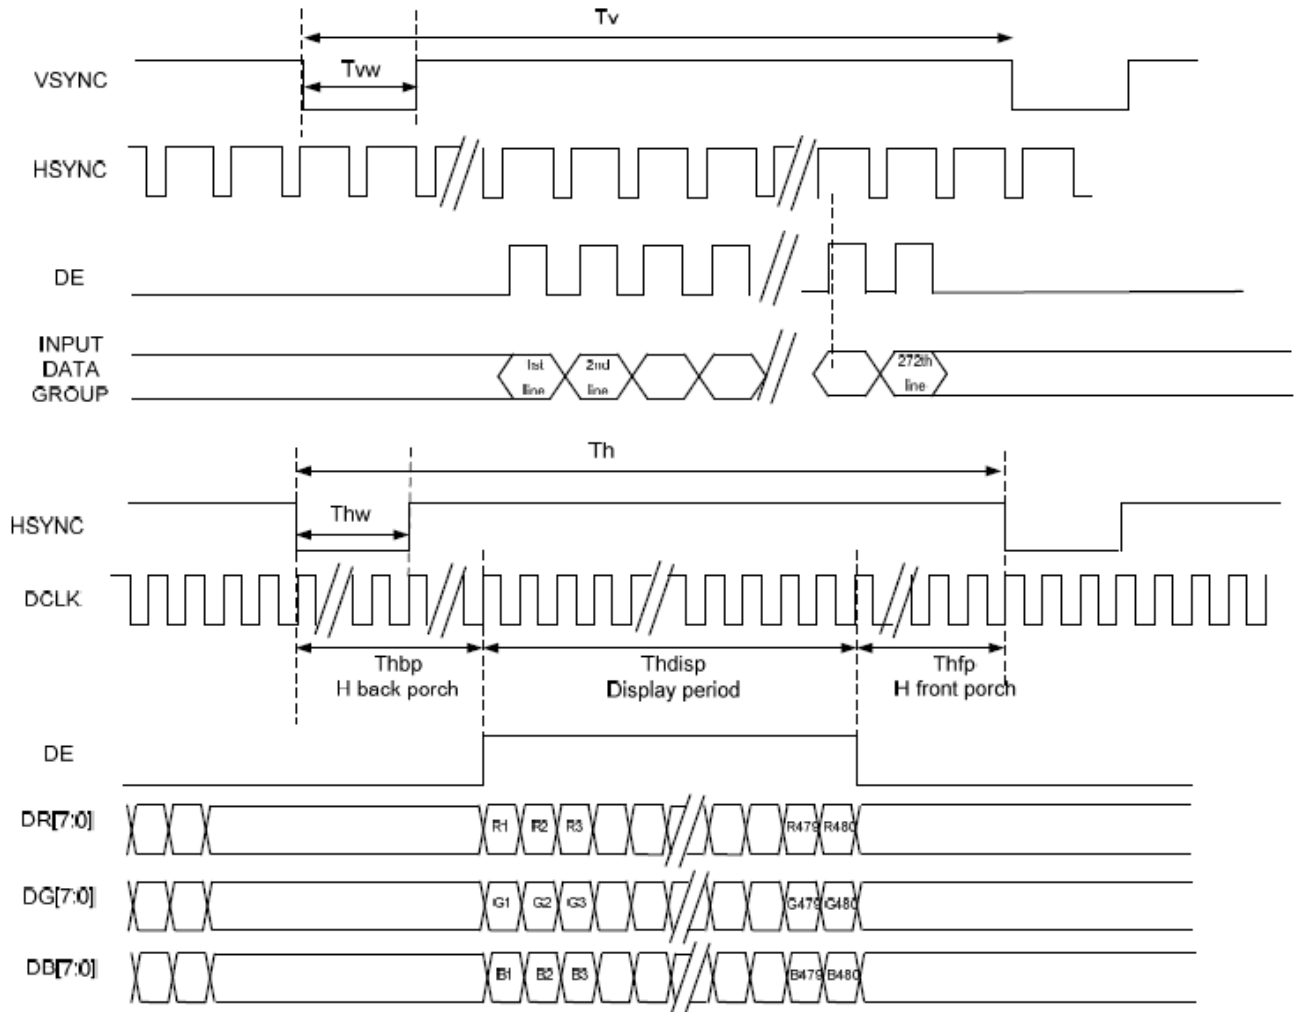 Tv
VSYNC
Tvw
HSYNC
DE
INPUT
DATA
GROUP
1st
line
2nd
line
272th
line
Th
HSYNC
Thw
DCLK
Thbp
H back porch
Thdisp
Display period
Thfp
H front porch
DE
DR[7:0]
R1 R2 R3 R479 R480
DG[7:0]
G1 G2 G3 G479 G480
DB[7:0]
B1 B2 B3 B479 B480